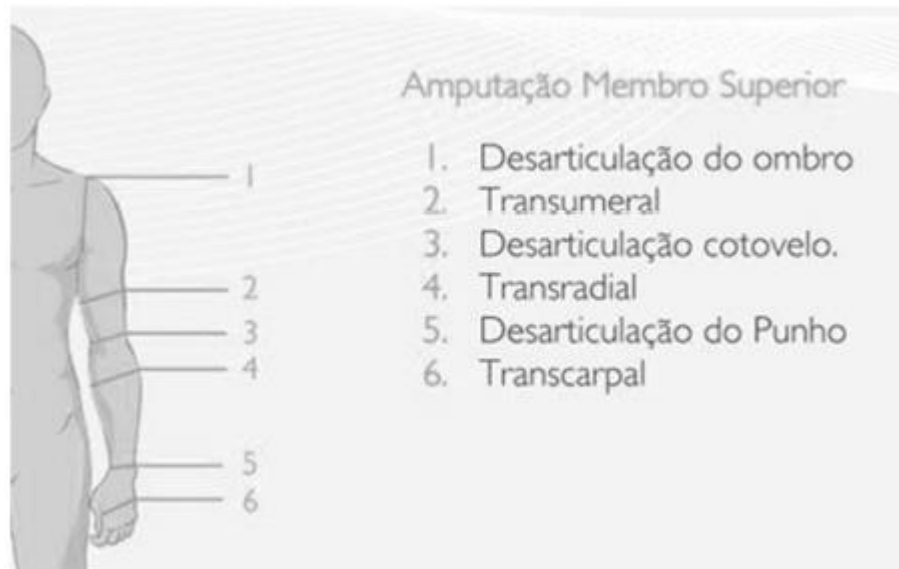 Amputação Membro Superior
1. Desarticulação do ombro
2. Transumeral
3. Desarticulação cotovelo.
4. Transradial
5. Desarticulação do Punho
6. Transcarpal
1
2
3
4
5
6